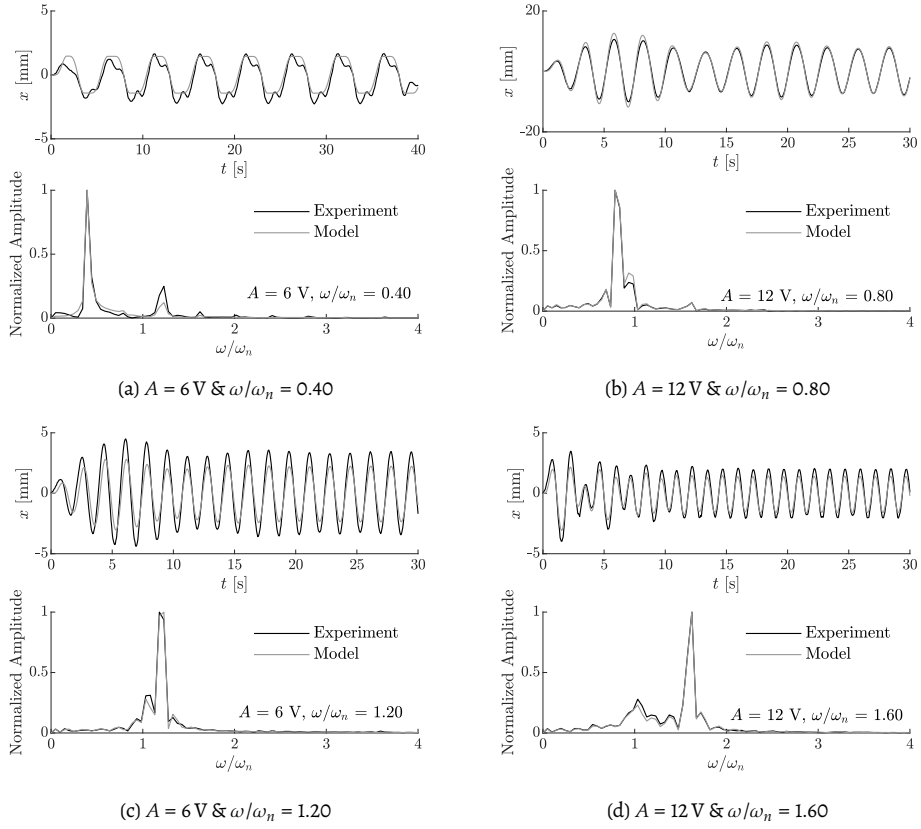 5
0
-5
x [mm]
0 10 20 30 40
t [s]
1
0.5
0
Normalized Amplitude
Experiment
Model
A = 6 V, ω/ωn = 0.40
0 1 2 3 4
ω/ωn
(a) A = 6 V & ω/ωn = 0.40
20
0
-20
x [mm]
0 5 10 15 20 25 30
t [s]
1
0.5
0
Normalized Amplitude
Experiment
Model
A = 12 V, ω/ωn = 0.80
0 1 2 3 4
ω/ωn
(b) A = 12 V & ω/ωn = 0.80
5
0
-5
x [mm]
0 5 10 15 20 25 30 35 40
t [s]
1
0.5
0
Normalized Amplitude
Experiment
Model
A = 6 V, ω/ωn = 1.20
0 1 2 3 4
ω/ωn
(c) A = 6 V & ω/ωn = 1.20
5
0
-5
x [mm]
0 5 10 15 20 25 30
t [s]
1
0.5
0
Normalized Amplitude
Experiment
Model
A = 12 V, ω/ωn = 1.60
0 1 2 3 4
ω/ωn
(d) A = 12 V & ω/ωn = 1.60